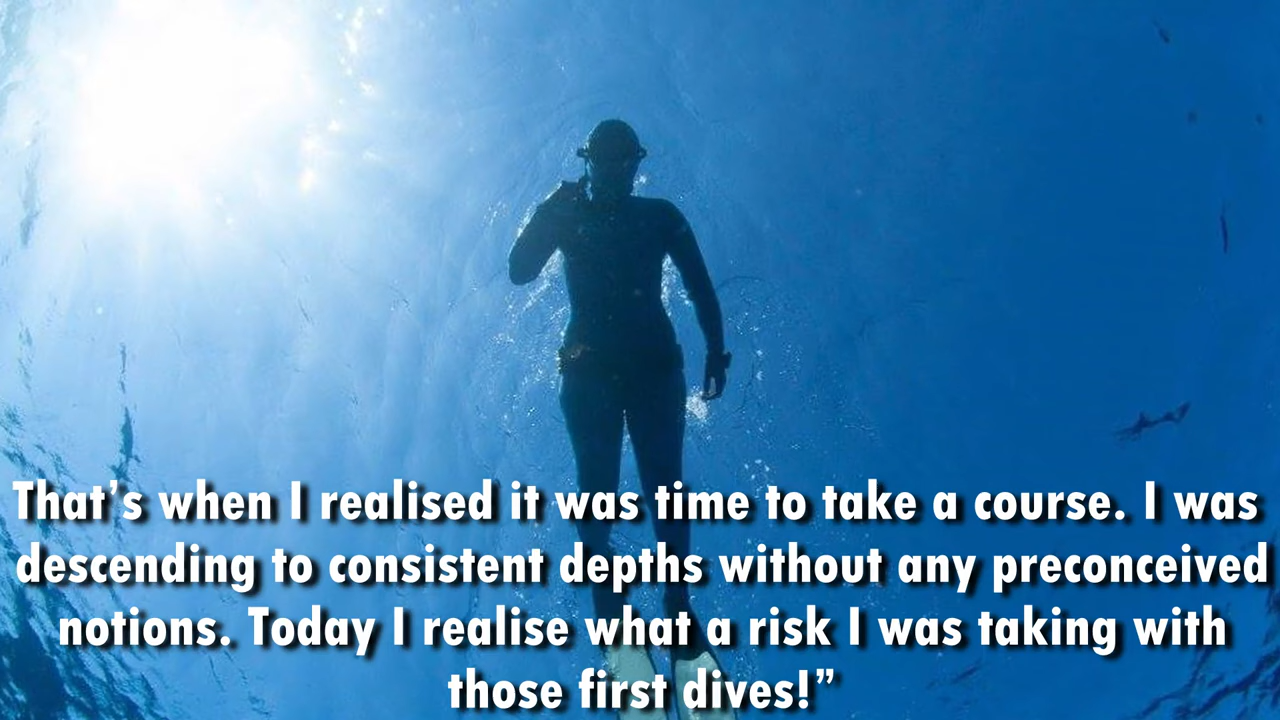 That’s when I realised it was time to take a course. I was
descending to consistent depths without any preconceived
notions. Today I realise what a risk I was taking with
those first dives!”